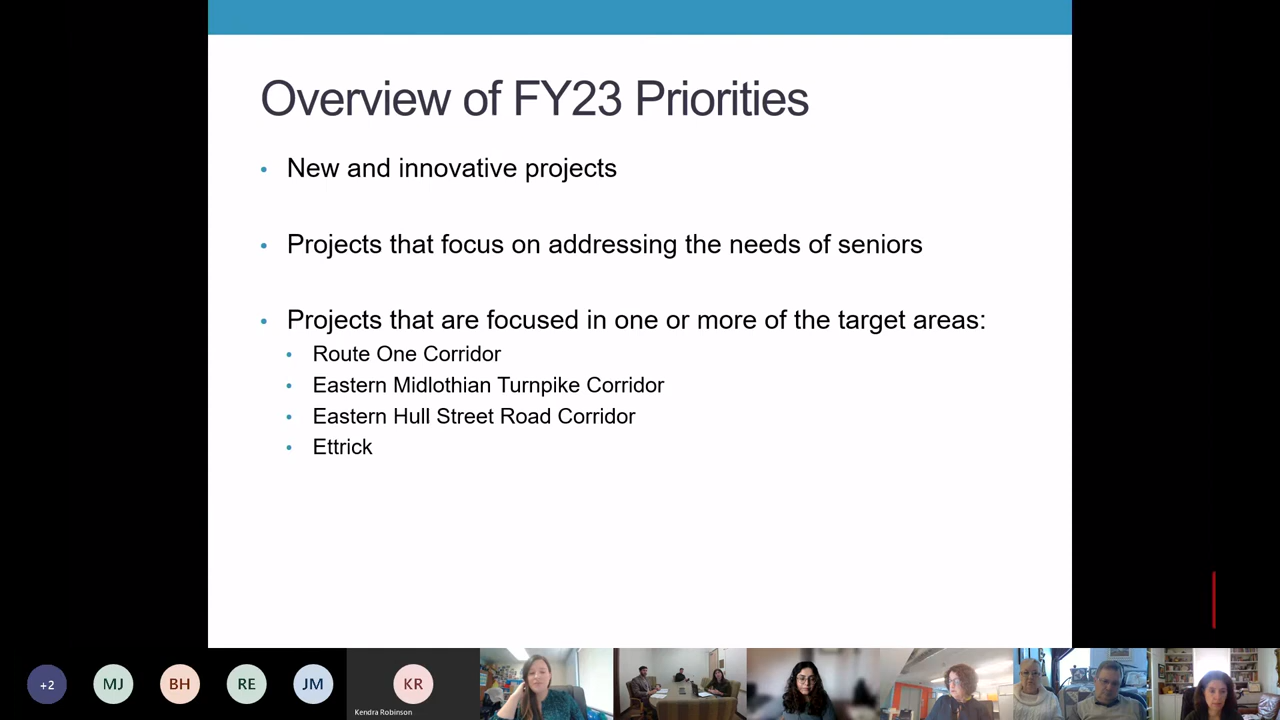 Overview of FY23 Priorities
• New and innovative projects
• Projects that focus on addressing the needs of seniors
• Projects that are focused in one or more of the target areas:
• Route One Corridor
• Eastern Midlothian Turnpike Corridor
• Eastern Hull Street Road Corridor
• Ettrick
+2 MJ BH RE JM KR
Kendra Robinson